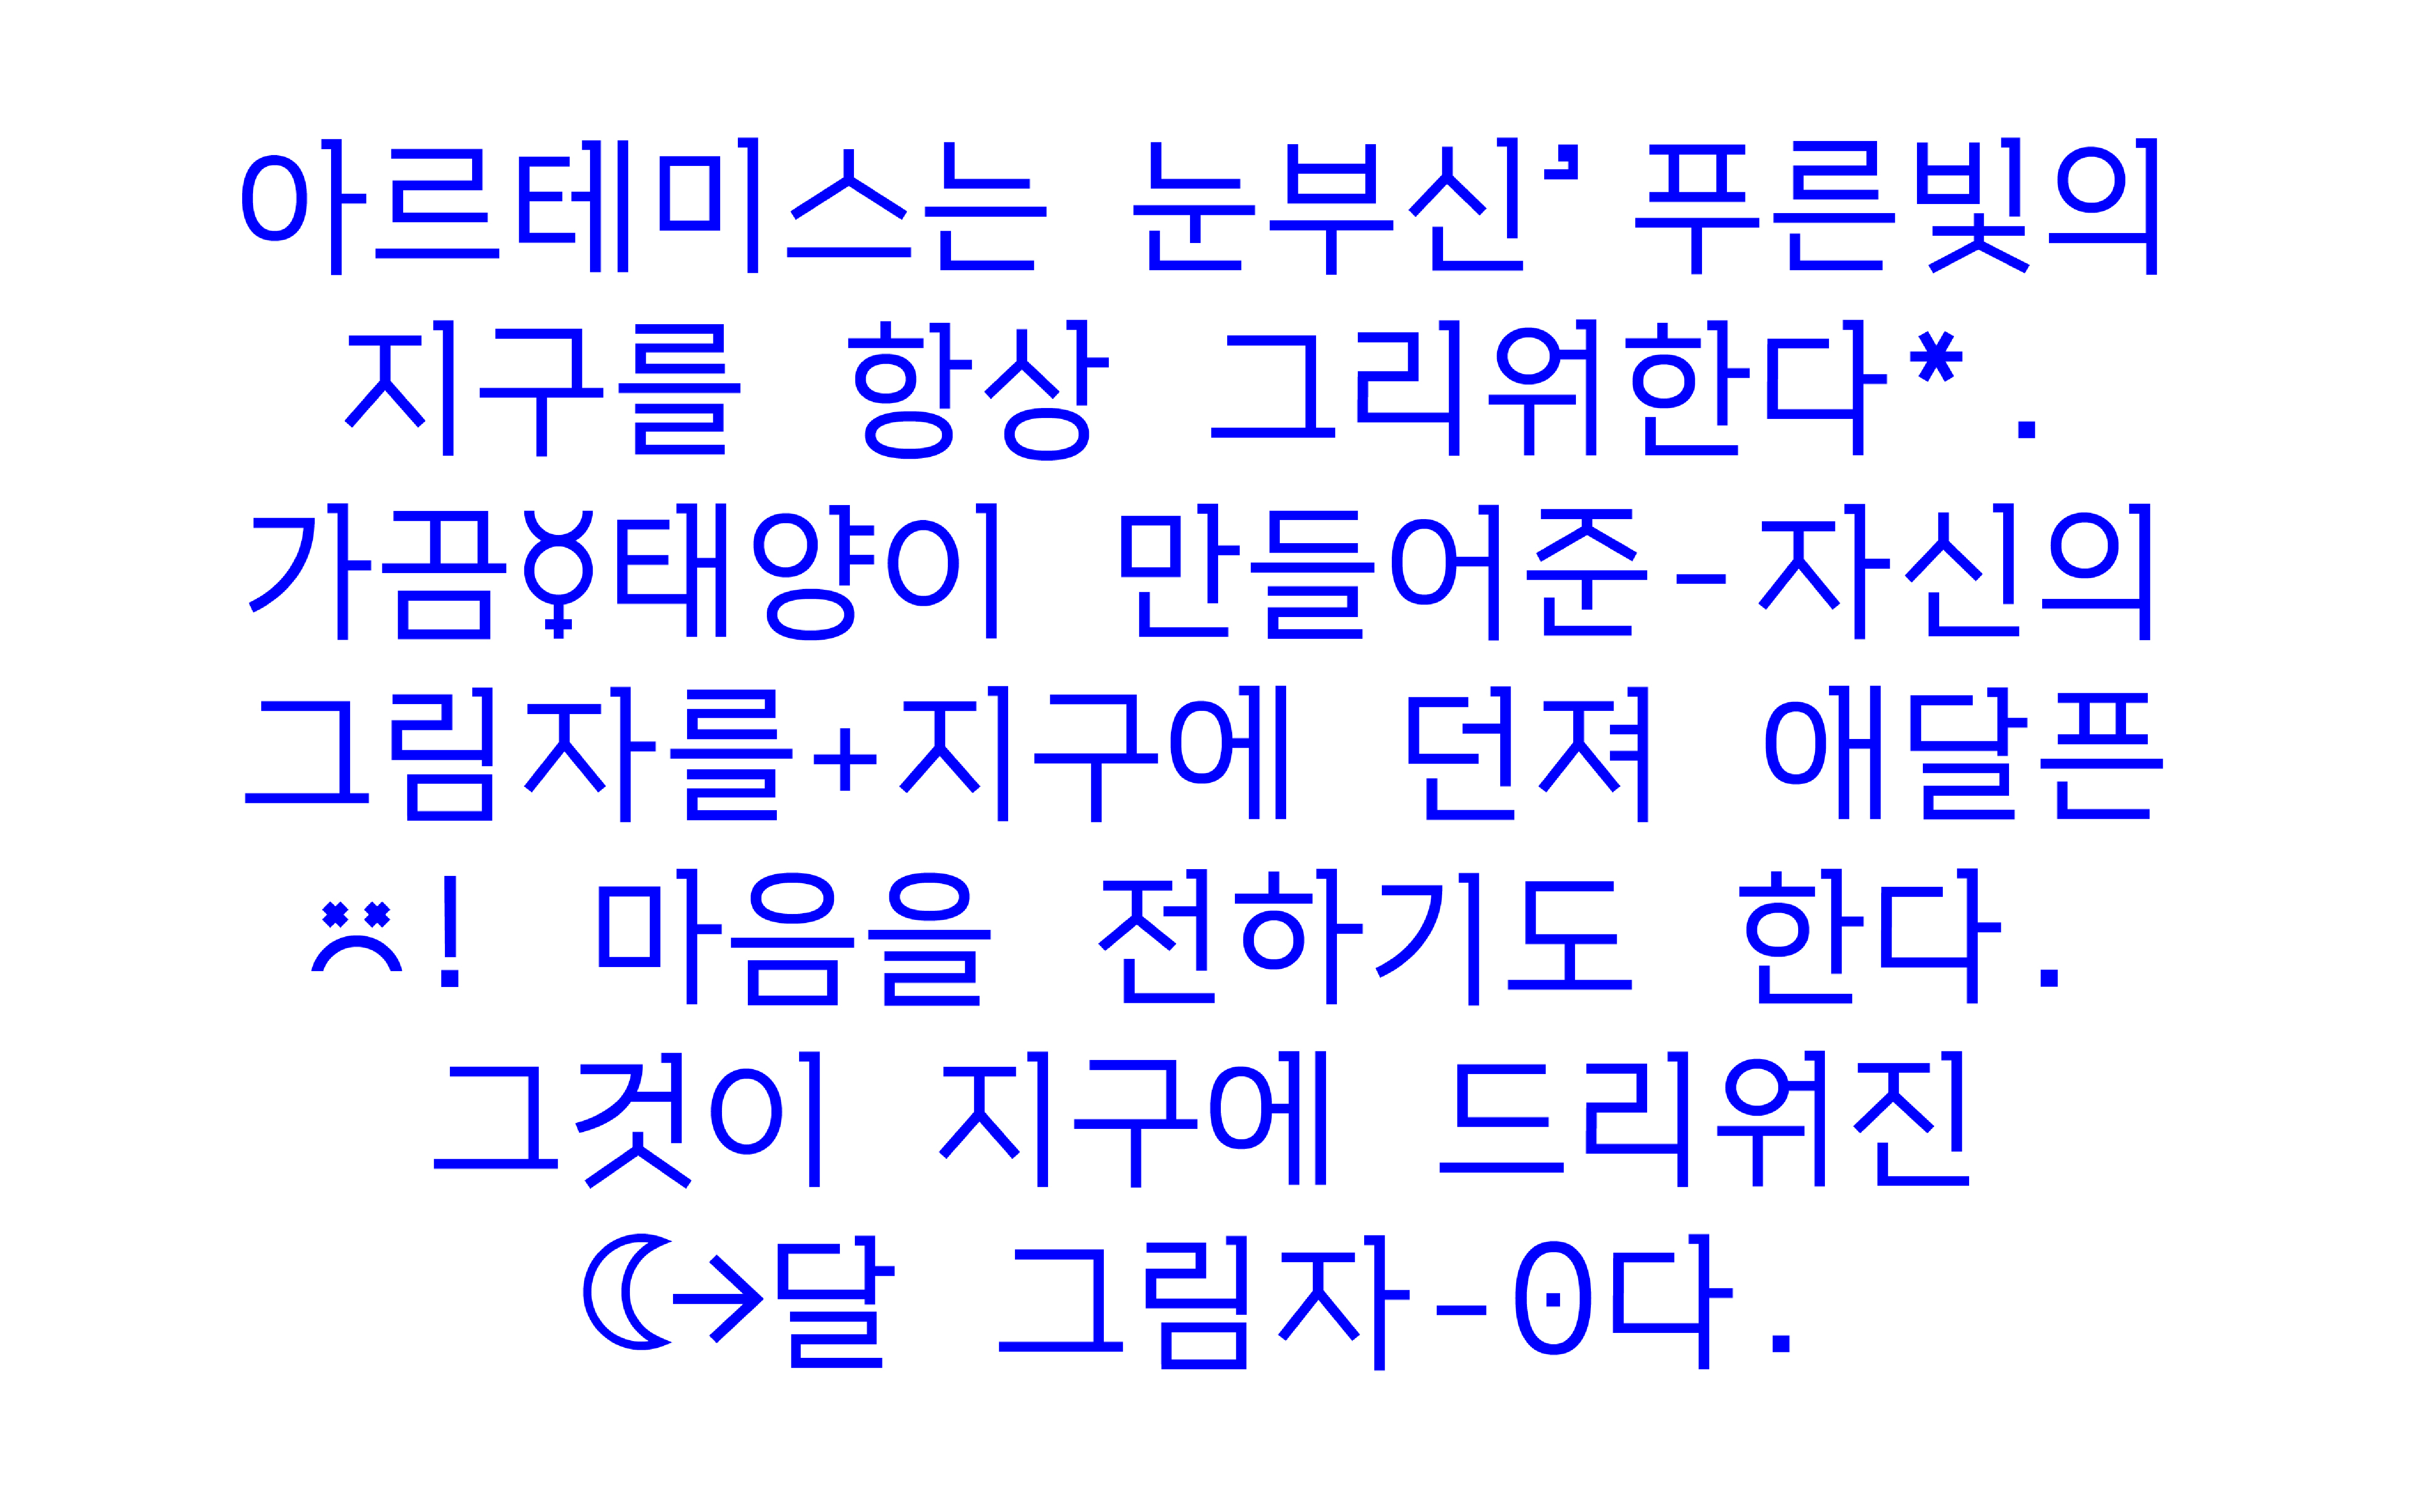 아르테미스는 눈부신’ 푸른빛의
지구를 항상 그리워한다* .
가끔☿태양이 만들어준-자신의
그림자를+지구에 던져 애달픈
☹! 마음을 전하기도 한다.
그것이 지구에 드리워진
☾→달 그림자-0다.